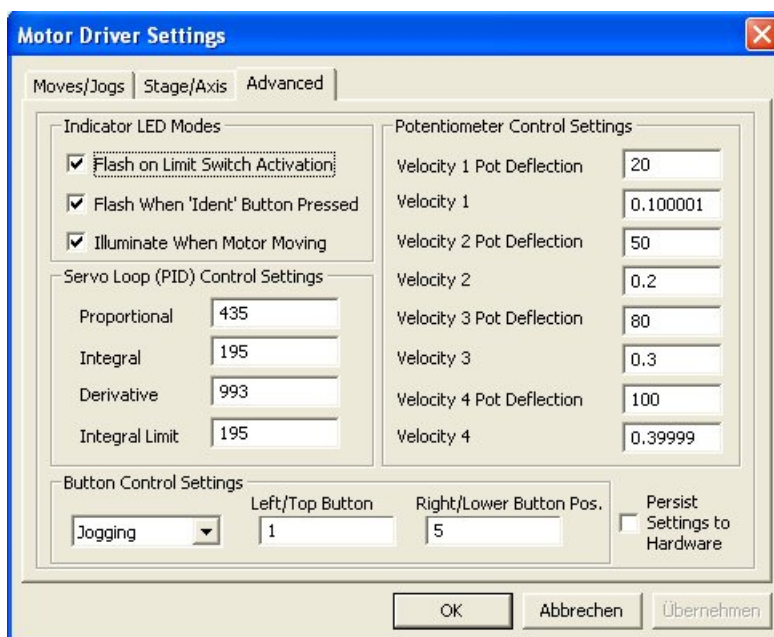 Motor Driver Settings
Moves/Jogs Stage/Axis Advanced
Indicator LED Modes
Flash on Limit Switch Activation
Flash When 'Ident' Button Pressed
Illuminate When Motor Moving
Servo Loop (PID) Control Settings
Proportional 435
Integral 195
Derivative 993
Integral Limit 195
Potentiometer Control Settings
Velocity 1 Pot Deflection 20
Velocity 1 0.100001
Velocity 2 Pot Deflection 50
Velocity 2 0.2
Velocity 3 Pot Deflection 80
Velocity 3 0.3
Velocity 4 Pot Deflection 100
Velocity 4 0.39999
Button Control Settings
Left/Top Button Right/Lower Button Pos.
Jogging 1 5
Persist
Settings to
Hardware
OK Abbrechen Übernehmen